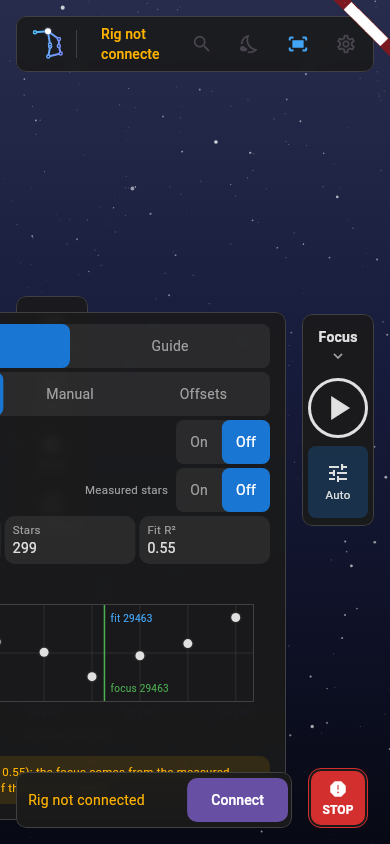 Rig not
connecte
Focus
Guide
Manual
Offsets
On
Off
Measured stars
On
Off
Auto
Stars
299
Fit R²
0.55
fit 29463
focus 29463
0.55): the focus comes from the measured
Rig not connected
Connect
STOP